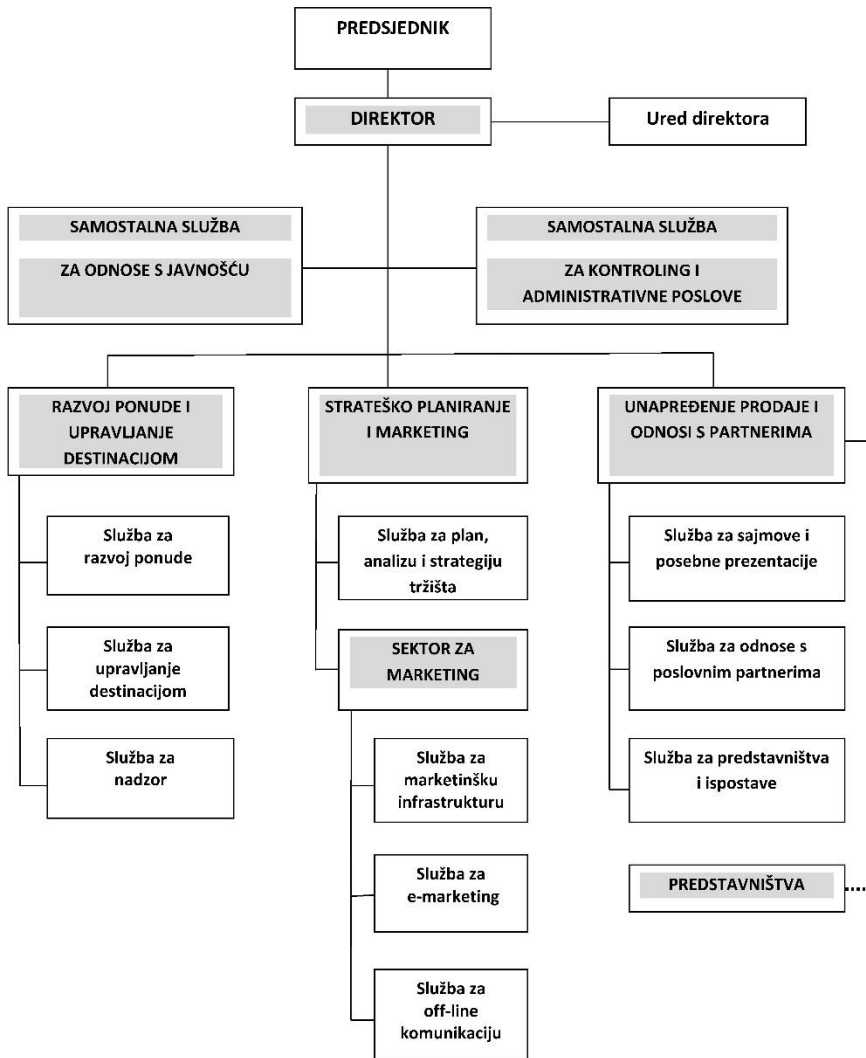 PREDSJEDNIK
DIREKTOR
Ured direktora
SAMOSTALNA SLUŽBA
ZA ODNOSE S JAVNOŠĆU
SAMOSTALNA SLUŽBA
ZA KONTROLING I
ADMINISTRATIVNE POSLOVE
RAZVOJ PONUDE I
UPRAVLJANJE
DESTINACIJOM
Služba za
razvoj ponude
Služba za
upravljanje
destinacijom
Služba za
nadzor
STRATEŠKO PLANIRANJE
I MARKETING
Služba za plan,
analizu i strategiju
tržišta
SEKTOR ZA
MARKETING
Služba za
marketinšku
infrastrukturu
Služba za
e-marketing
Služba za
off-line
komunikaciju
UNAPREĐENJE PRODAJE I
ODNOSI S PARTNERIMA
Služba za sajmove i
posebne prezentacije
Služba za odnose s
poslovnim partnerima
Služba za predstavništva
i ispostave
PREDSTAVNIŠTVA